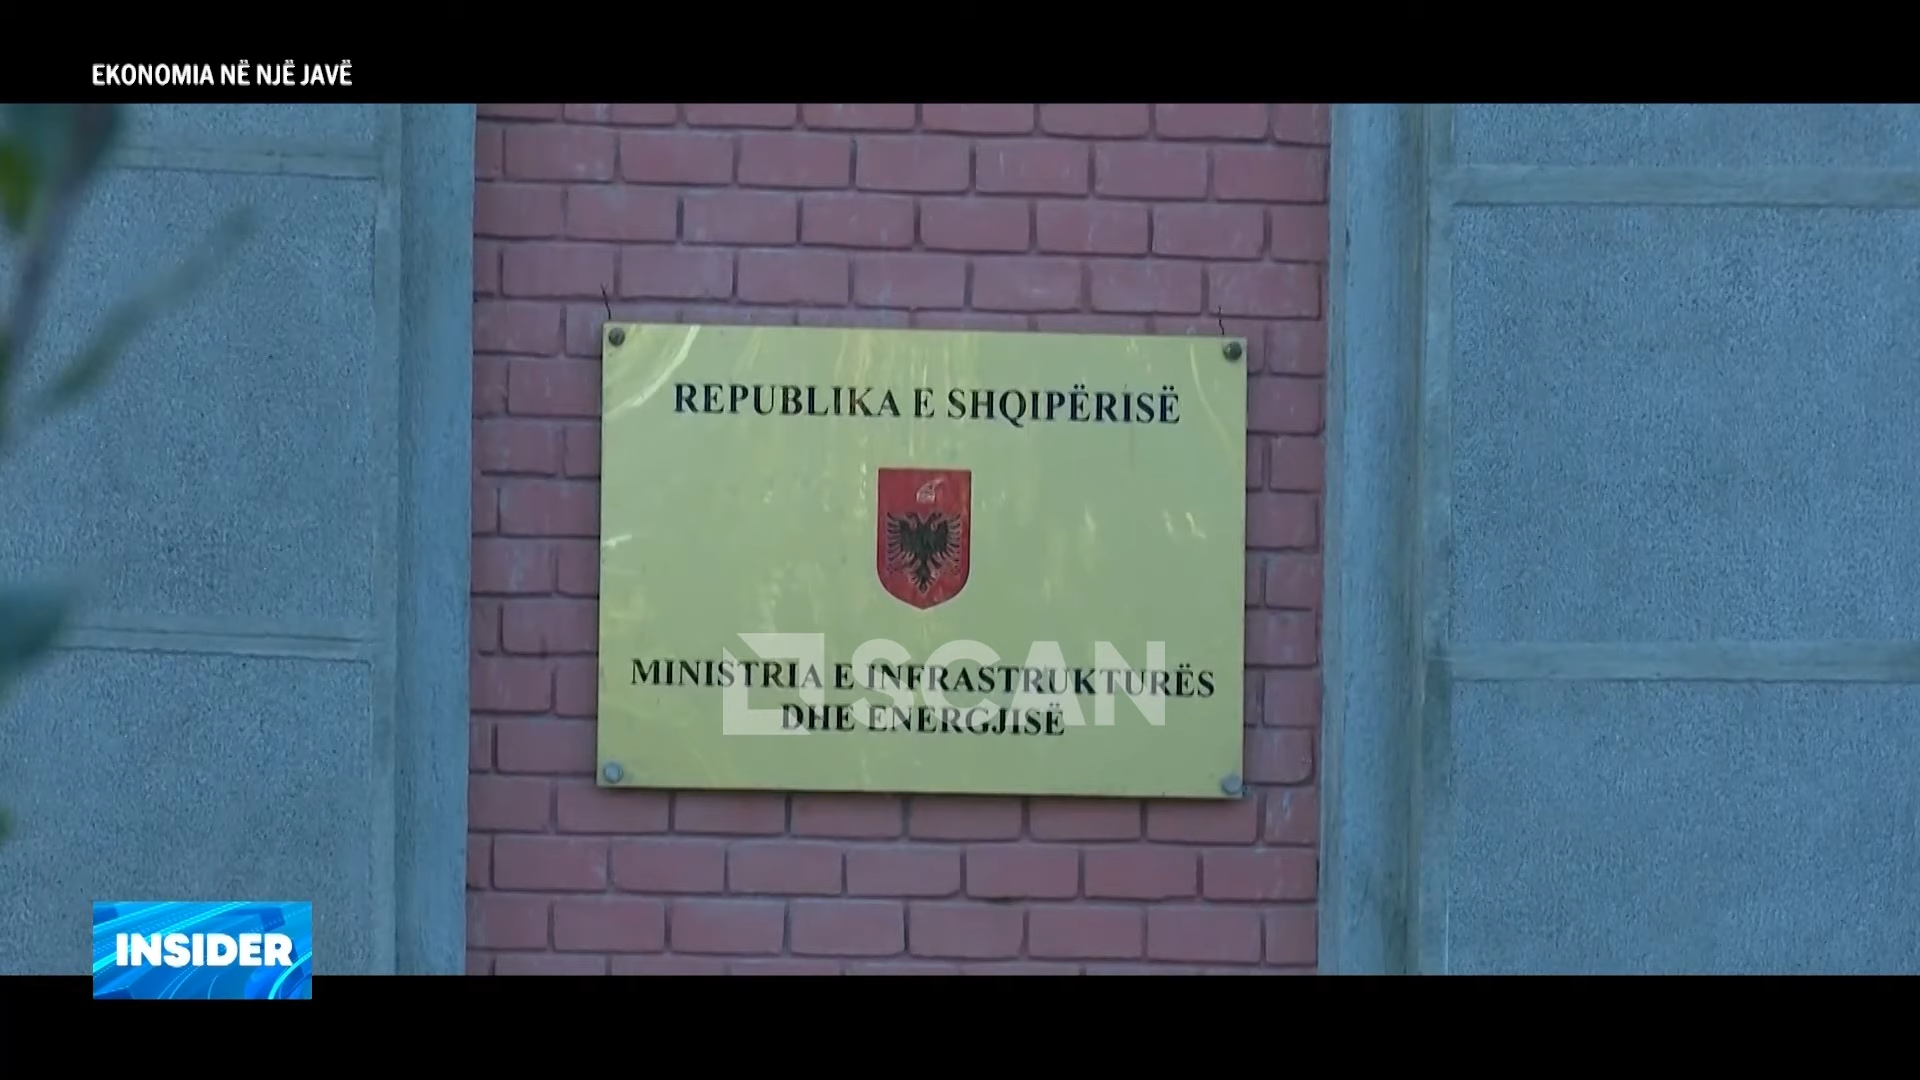 EKONOMIA NË NJË JAVË
REPUBLIKA E SHQIPËRISË
MINISTRIA E INFRASTRUKTURËS
DHE ENERGJISË
SCAN
INSIDER